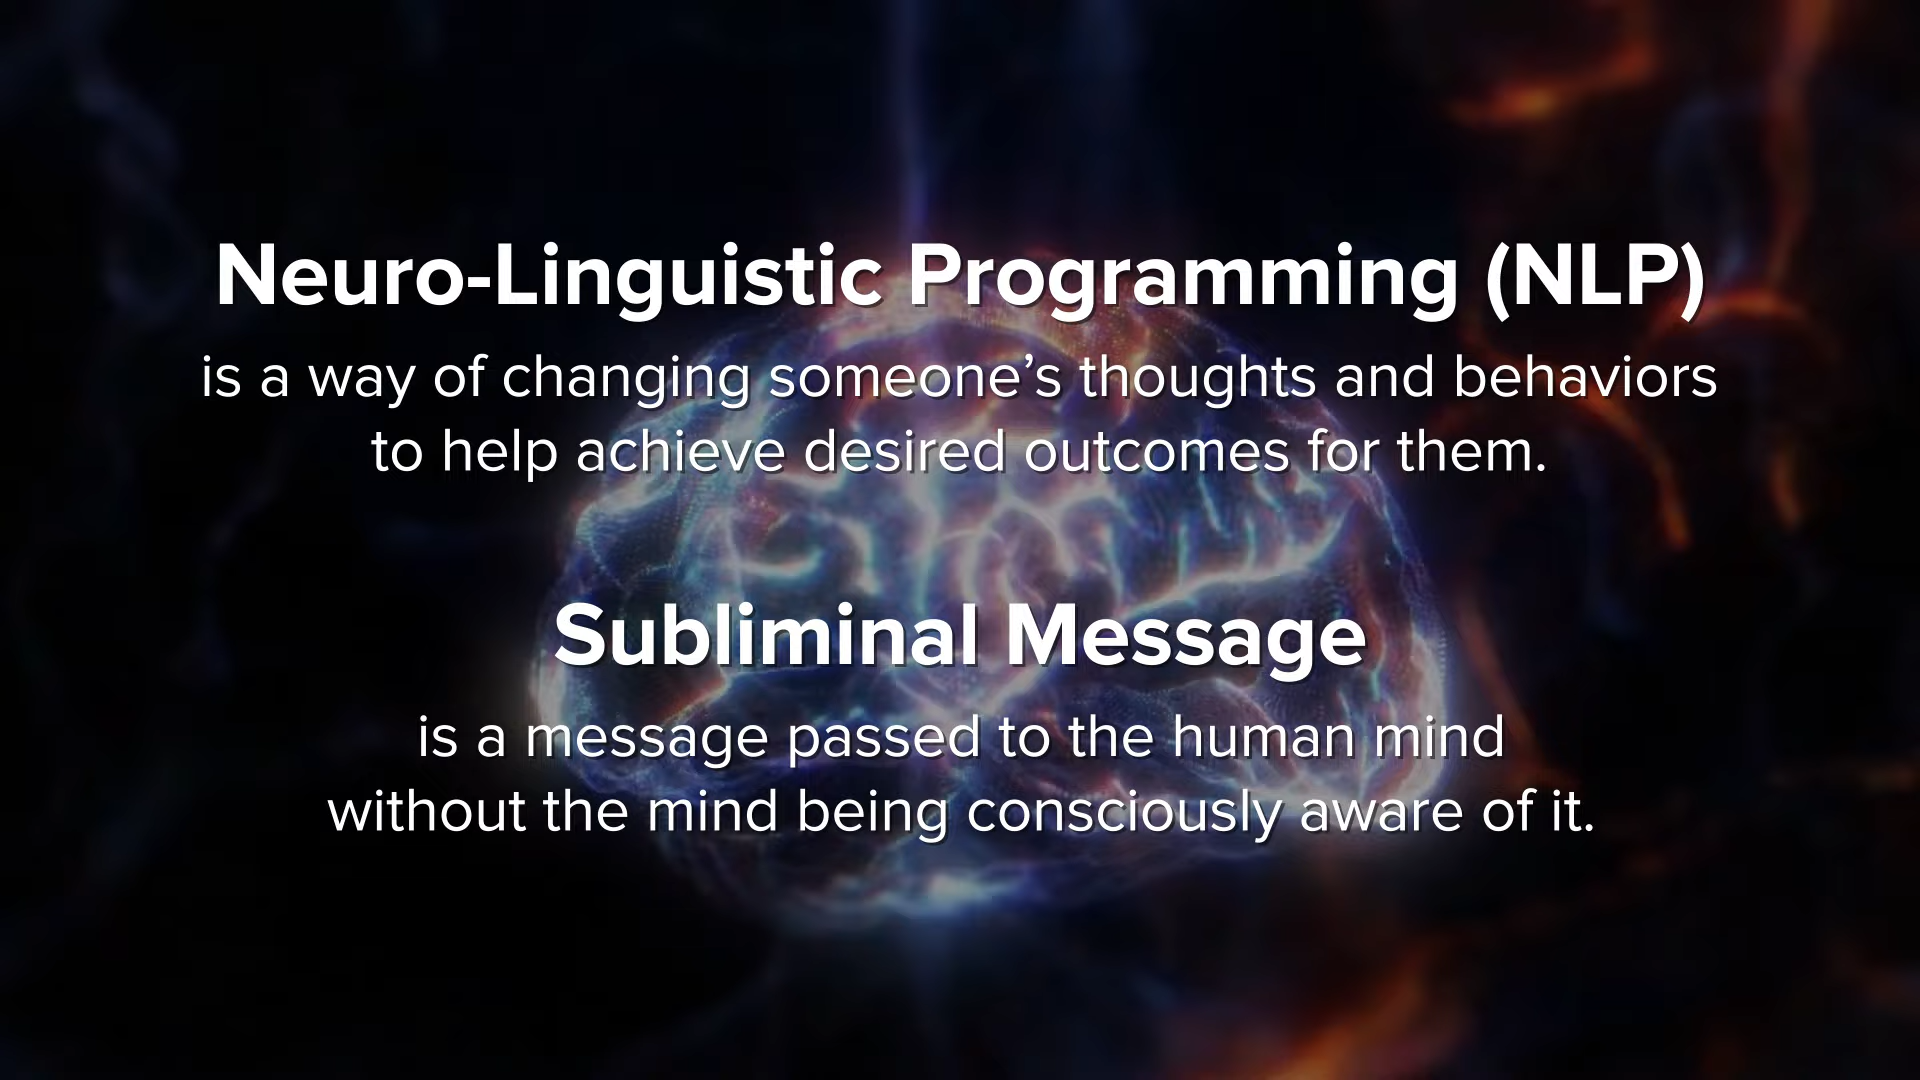 Neuro-Linguistic Programming (NLP)
is a way of changing someone’s thoughts and behaviors
to help achieve desired outcomes for them.
Subliminal Message
is a message passed to the human mind
without the mind being consciously aware of it.